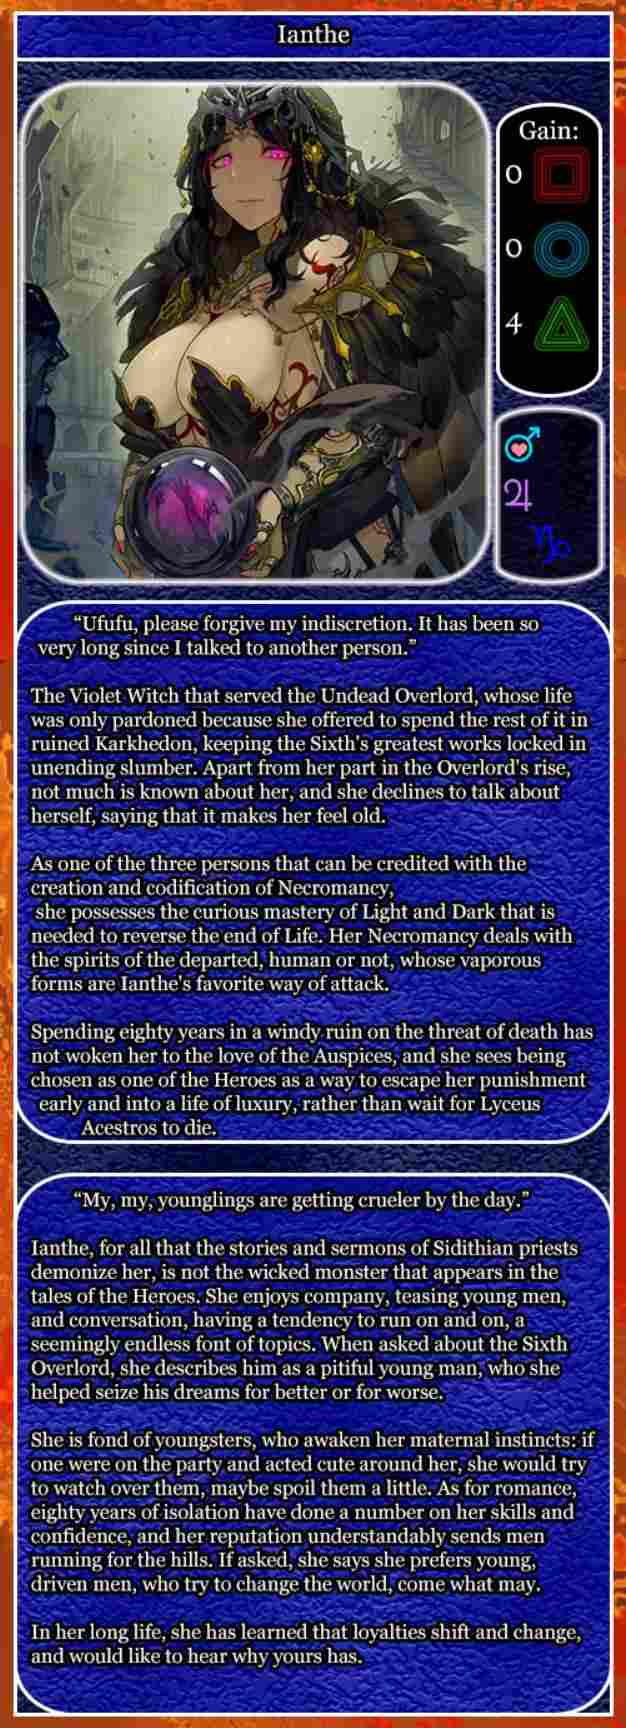 Ianthe
Gain:
0
0
4
“Ufufu, please forgive my indiscretion. It has been so
very long since I talked to another person.”
The Violet Witch that served the Undead Overlord, whose life
was only pardoned because she offered to spend the rest of it in
ruined Karkhedon, keeping the Sixth's greatest works locked in
unending slumber. Apart from her part in the Overlord's rise,
not much is known about her, and she declines to talk about
herself, saying that it makes her feel old.
As one of the three persons that can be credited with the
creation and codification of Necromancy,
she possesses the curious mastery of Light and Dark that is
needed to reverse the end of Life. Her Necromancy deals with
the spirits of the departed, human or not, whose vaporous
forms are Ianthe's favorite way of attack.
Spending eighty years in a windy ruin on the threat of death has
not woken her to the love of the Auspices, and she sees being
chosen as one of the Heroes as a way to escape her punishment
early and into a life of luxury, rather than wait for Lyceus
Acestros to die.
“My, my, younglings are getting crueler by the day.”
Ianthe, for all that the stories and sermons of Sidithian priests
demonize her, is not the wicked monster that appears in the
tales of the Heroes. She enjoys company, teasing young men,
and conversation, having a tendency to run on and on, a
seemingly endless font of topics. When asked about the Sixth
Overlord, she describes him as a pitiful young man, who she
helped seize his dreams for better or for worse.
She is fond of youngsters, who awaken her maternal instincts: if
one were on the party and acted cute around her, she would try
to watch over them, maybe spoil them a little. As for romance,
eighty years of isolation have done a number on her skills and
confidence, and her reputation understandably sends men
running for the hills. If asked, she says she prefers young,
driven men, who try to change the world, come what may.
In her long life, she has learned that loyalties shift and change,
and would like to hear why yours has.